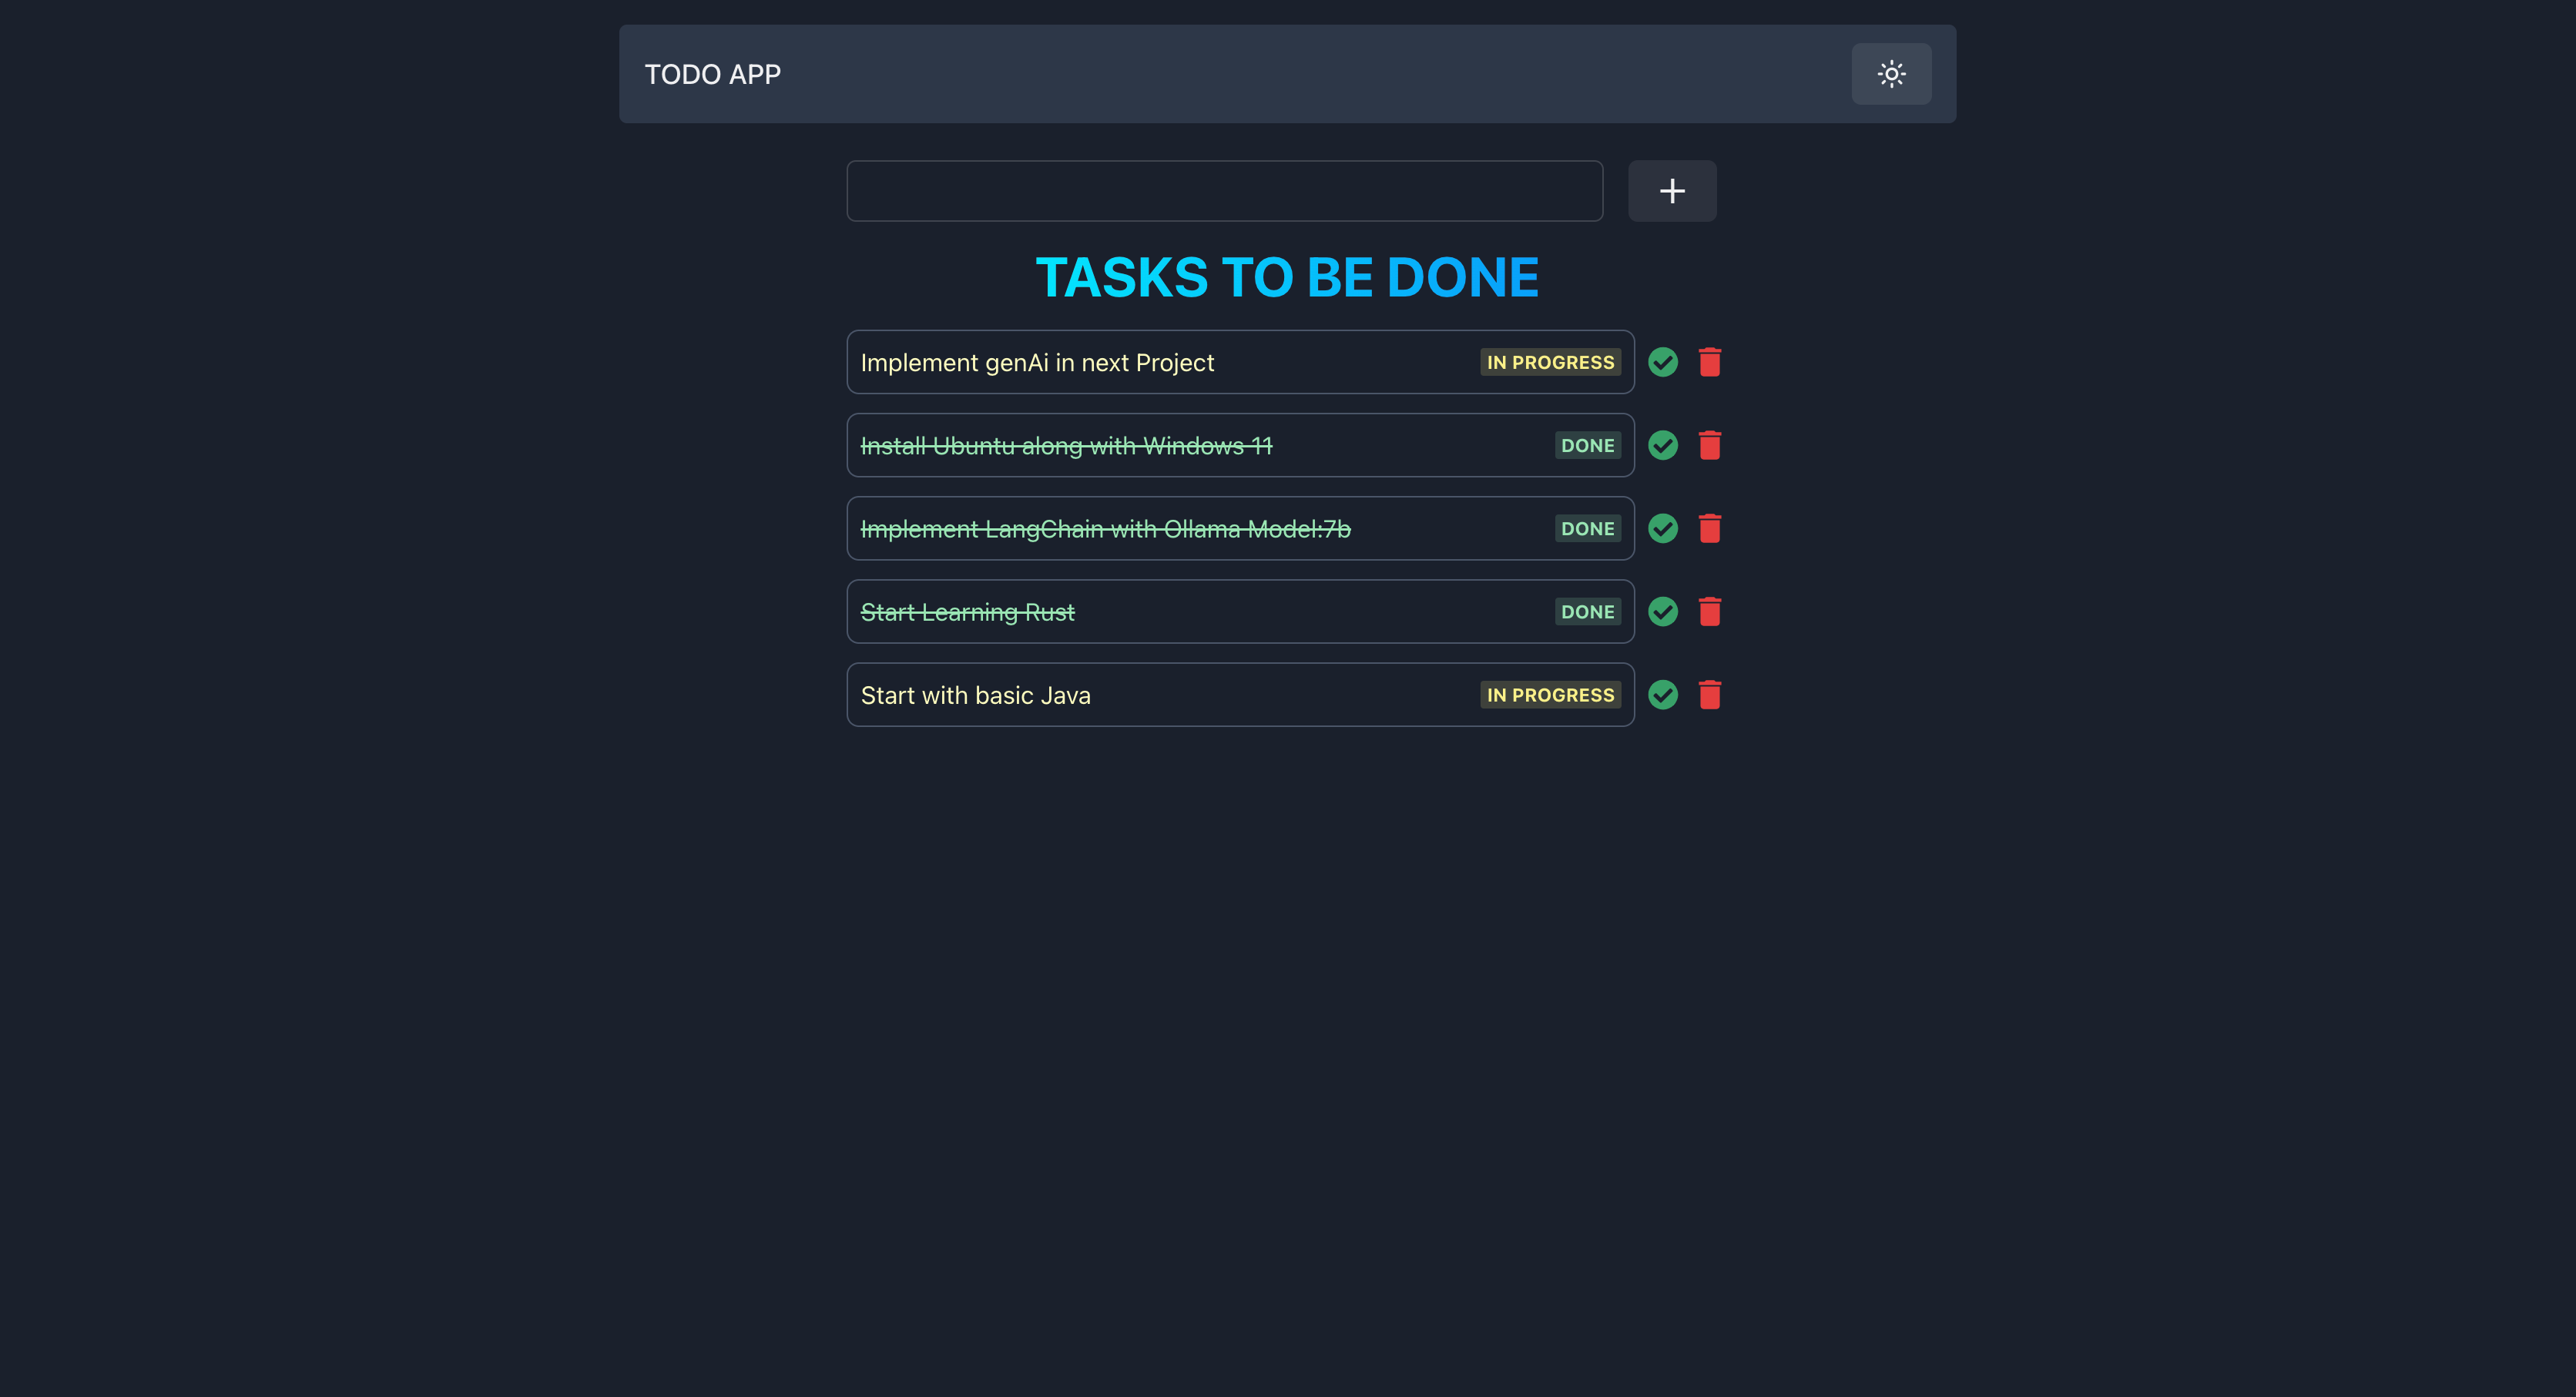 TODO APP
TASKS TO BE DONE
Implement genAi in next Project IN PROGRESS
Install Ubuntu along with Windows 11 DONE
Implement LangChain with Ollama Model:7b DONE
Start Learning Rust DONE
Start with basic Java IN PROGRESS